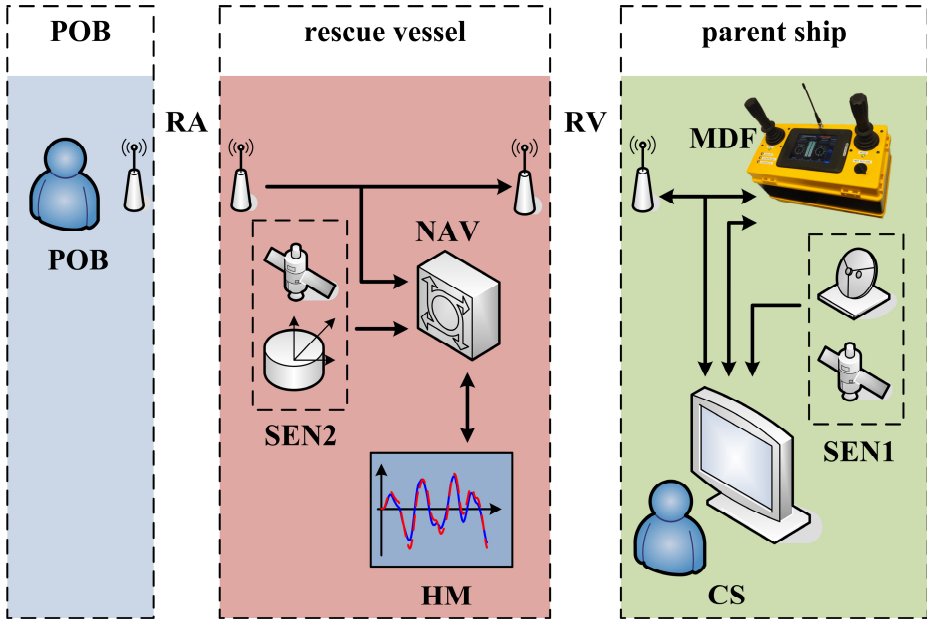 POB
rescue vessel
parent ship
RA
RV
MDF
POB
NAV
SEN2
SEN1
HM
CS